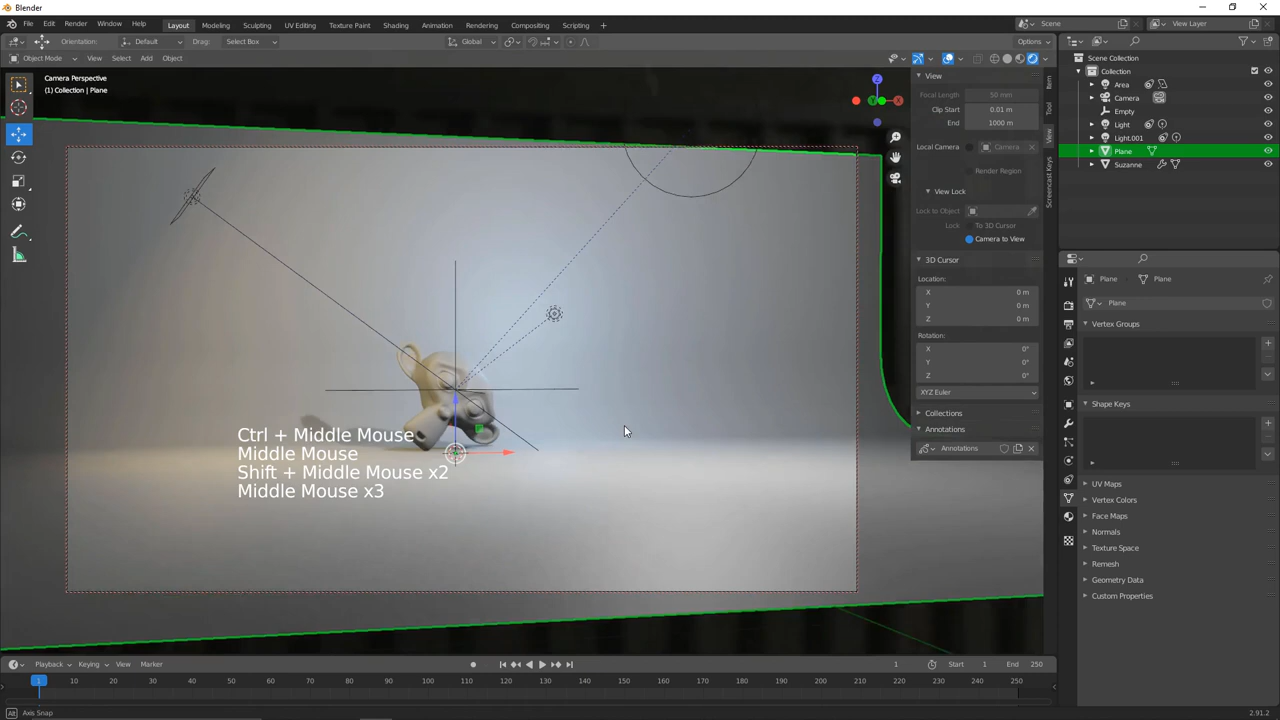 Blender
File Edit Render Window Help Layout Modeling Sculpting UV Editing Texture Paint Shading Animation Rendering Compositing Scripting + Scene View Layer
Orientation: Default Drag: Select Box Global Options
Object Mode View Select Add Object
Camera Perspective
(1) Collection | Plane
Z
Y X
View
Focal Length 50 mm
Clip Start 0.01 m
End 1000 m
Local Camera Camera
Render Region
View Lock
Lock to Object
Lock To 3D Cursor
Camera to View
3D Cursor
Location:
X 0 m
Y 0 m
Z 0 m
Rotation:
X 0°
Y 0°
Z 0°
XYZ Euler
Collections
Annotations
Annotations
Item
Tool
View
Screencast Keys
Scene Collection
Collection
Area
Camera
Empty
Light
Light.001
Plane
Suzanne
Plane Plane
Plane
Vertex Groups
Shape Keys
UV Maps
Vertex Colors
Face Maps
Normals
Texture Space
Remesh
Geometry Data
Custom Properties
Ctrl + Middle Mouse
Middle Mouse
Shift + Middle Mouse x2
Middle Mouse x3
Playback Keying View Marker 1 Start 1 End 250
1 10 20 30 40 50 60 70 80 90 100 110 120 130 140 150 160 170 180 190 200 210 220 230 240 250
Alt Axis Snap 2.91.2